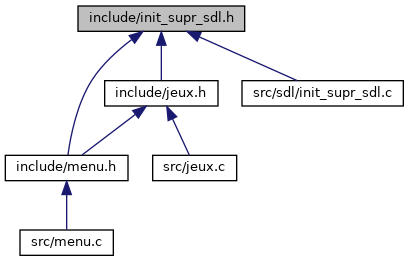 include/init_supr_sdl.h
include/jeux.h
src/sdl/init_supr_sdl.c
include/menu.h
src/jeux.c
src/menu.c